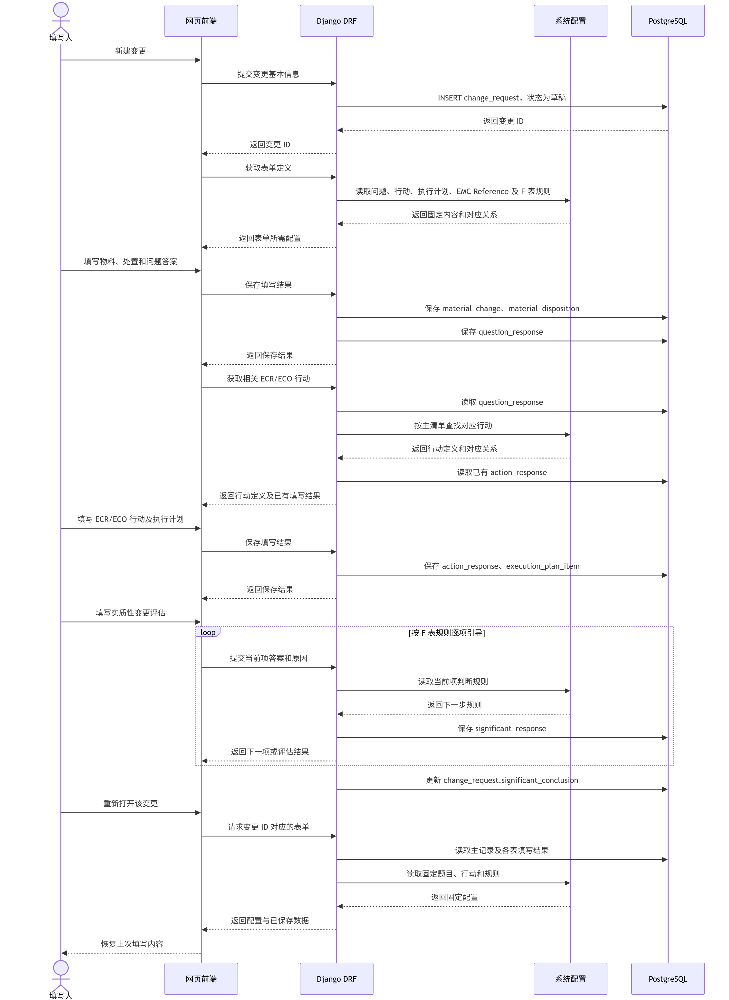 填写人
网页前端
Django DRF
系统配置
PostgreSQL
新建变更
提交变更基本信息
INSERT change_request，状态为草稿
返回变更 ID
返回变更 ID
获取表单定义
读取问题、行动、执行计划、EMC Reference 及 F 表规则
返回固定内容和对应关系
返回表单所需配置
填写物料、处置和问题答案
保存填写结果
保存 material_change、material_disposition
保存 question_response
返回保存结果
获取相关 ECR/ECO 行动
读取 question_response
按主清单查找对应行动
返回行动定义和对应关系
读取已有 action_response
返回行动定义及已有填写结果
填写 ECR/ECO 行动及执行计划
保存填写结果
保存 action_response、execution_plan_item
返回保存结果
填写实质性变更评估
loop
[按 F 表规则逐项引导]
提交当前项答案和原因
读取当前项判断规则
返回下一步规则
保存 significant_response
返回下一项或评估结果
更新 change_request.significant_conclusion
重新打开该变更
请求变更 ID 对应的表单
读取主记录及各表填写结果
读取固定题目、行动和规则
返回固定配置
返回配置与已保存数据
恢复上次填写内容
填写人
网页前端
Django DRF
系统配置
PostgreSQL